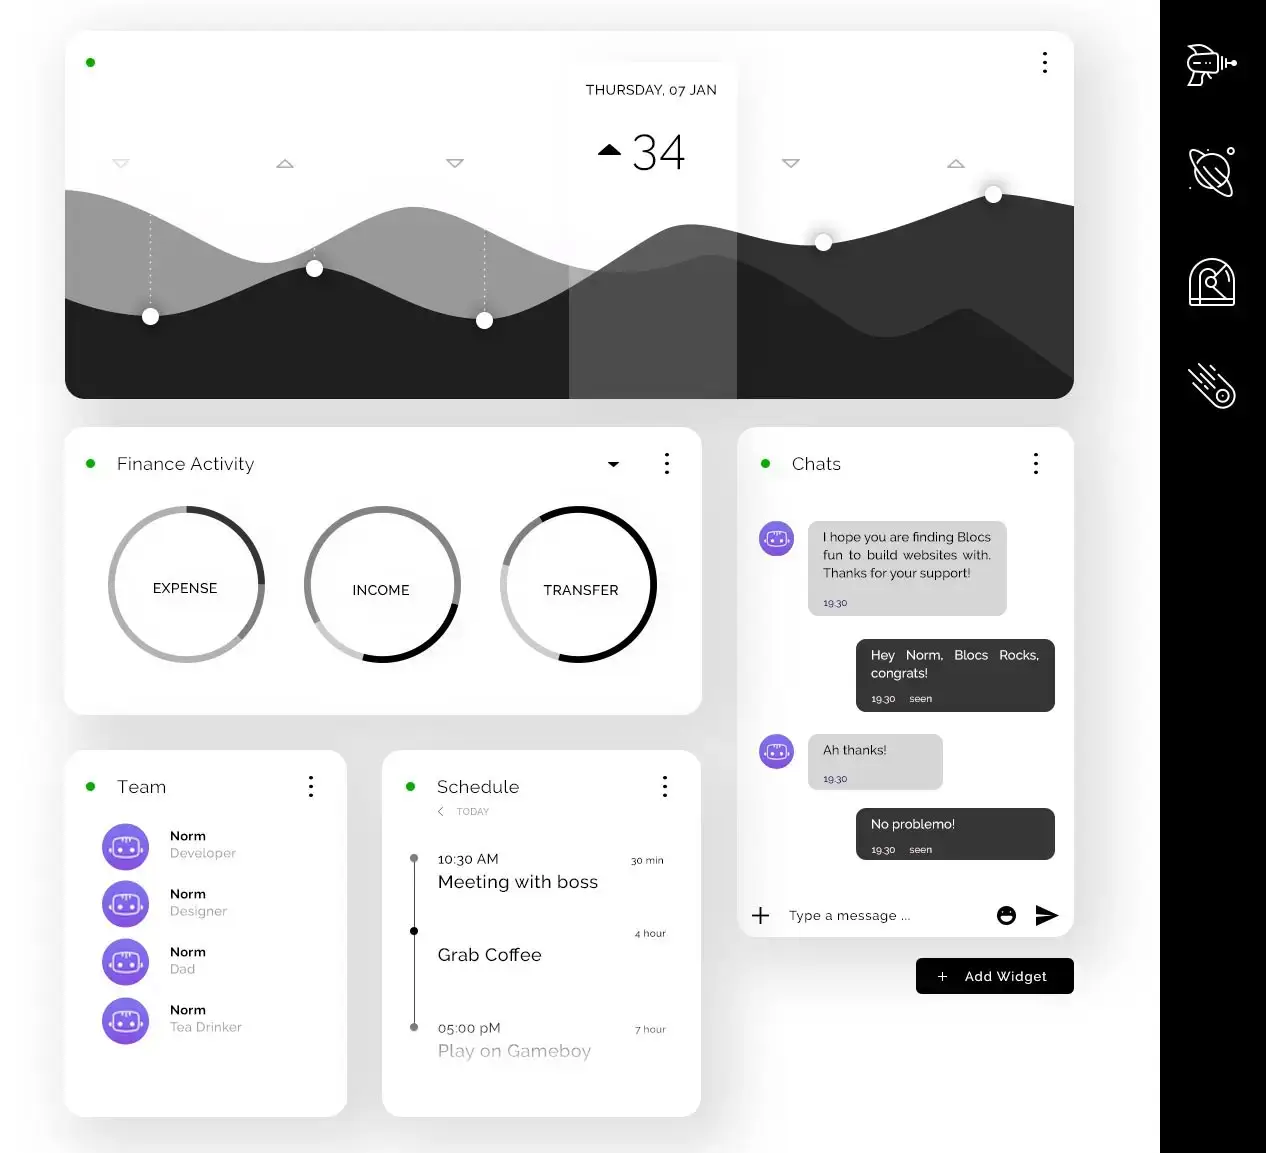 THURSDAY, 07 JAN
34
Finance Activity
EXPENSE
INCOME
TRANSFER
Chats
I hope you are finding Blocs
fun to build websites with.
Thanks for your support!
19.30
Hey Norm, Blocs Rocks,
congrats!
19.30 seen
Ah thanks!
19.30
No problemo!
19.30 seen
Type a message ...
Add Widget
Team
Norm
Developer
Norm
Designer
Norm
Dad
Norm
Tea Drinker
Schedule
TODAY
10:30 AM
30 min
Meeting with boss
4 hour
Grab Coffee
05:00 pM
7 hour
Play on Gameboy